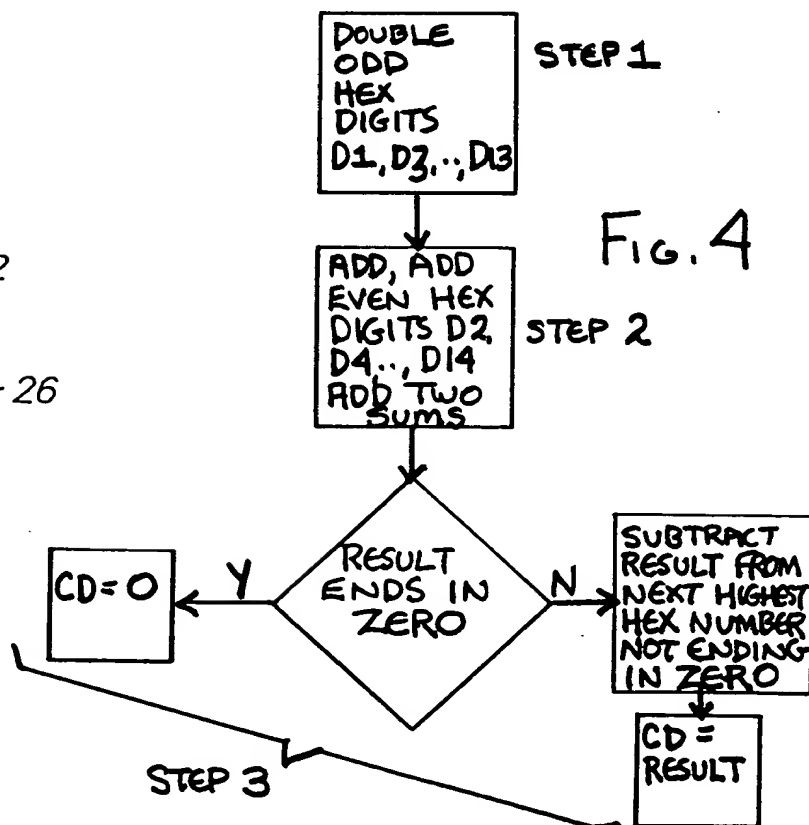 DOUBLE
ODD
HEX
DIGITS
D1, D3,.., D13
STEP 1
FIG. 4
2
26
ADD, ADD
EVEN HEX
DIGITS D2,
D4.., D14
ADD TWO
SUMS
STEP 2
RESULT
ENDS IN
ZERO
Y
N
CD=0
SUBTRACT
RESULT FROM
NEXT HIGHEST
HEX NUMBER
NOT ENDING
IN ZERO
CD =
RESULT
STEP 3